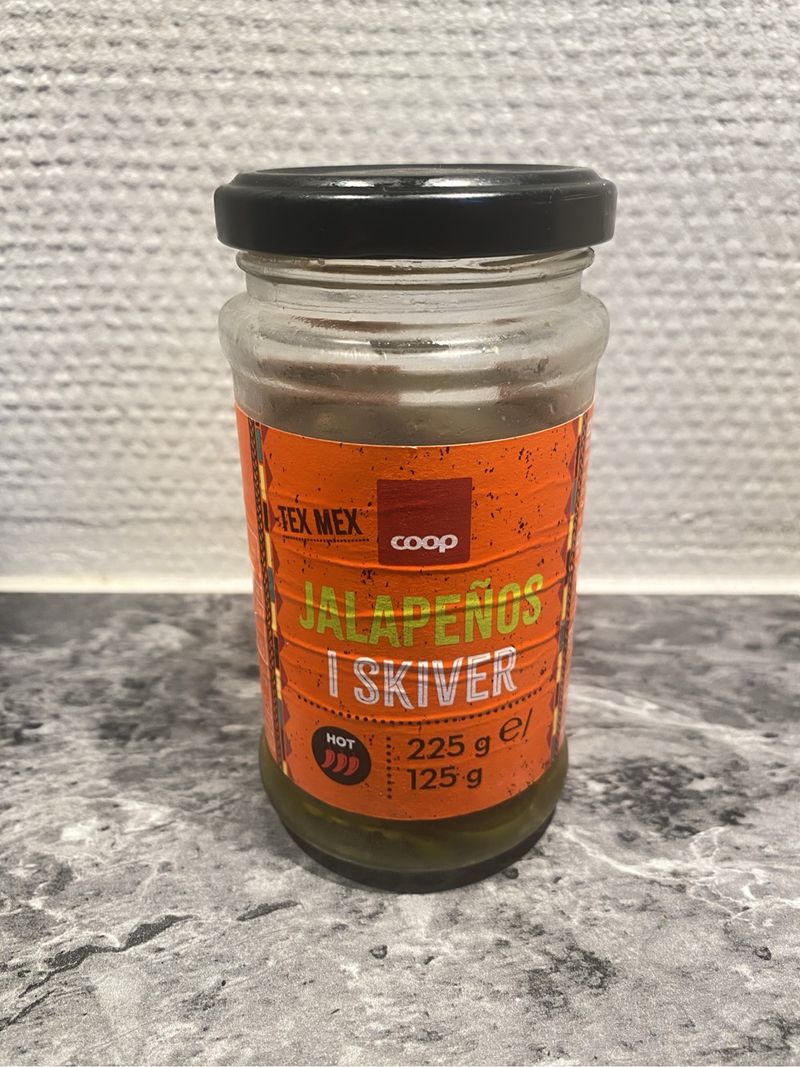 TEX MEX
coop
JALAPEÑOS
I SKIVER
HOT
225 g e/
125 g